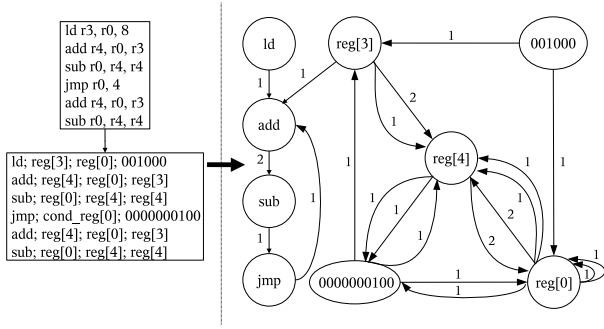 ld r3, r0, 8
add r4, r0, r3
sub r0, r4, r4
jmp r0, 4
add r4, r0, r3
sub r0, r4, r4
ld; reg[3]; reg[0]; 001000
add; reg[4]; reg[0]; reg[3]
sub; reg[0]; reg[4]; reg[4]
jmp; cond_reg[0]; 0000000100
add; reg[4]; reg[0]; reg[3]
sub; reg[0]; reg[4]; reg[4]
ld
reg[3]
1
001000
1
1
2
1
add
2
1
1
reg[4]
1
sub
1
1
1
2
2
1
1
jmp
0000000100
1
1
reg[0]
1
1